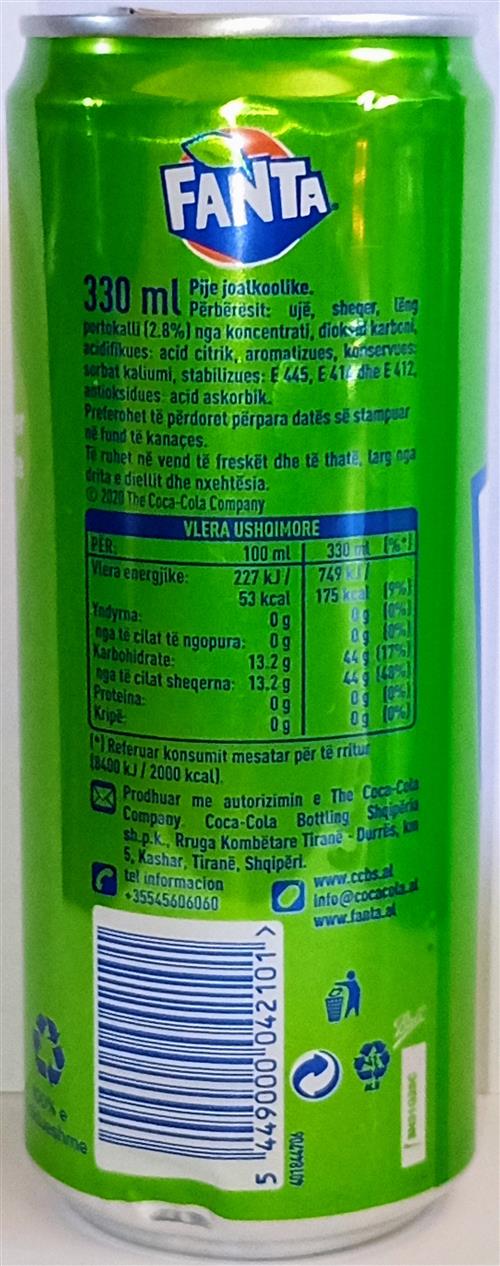 FANTA
330 ml Pije joalkoolike.
Përbërësit: ujë, sheqer, lëng
portokalli (2.8%) nga koncentrati, dioksid karboni,
acidifikues: acid citrik, aromatizues, konservues:
sorbat kaliumi, stabilizues: E 445, E 414 dhe E 412,
antioksidues: acid askorbik.
Preferohet të përdoret përpara datës së stampuar
në fund të kanaçes.
Të ruhet në vend të freskët dhe të thatë, larg nga
drita e diellit dhe nxehtësia.
© 2020 The Coca-Cola Company
VLERA USHQIMORE
PËR: 100 ml 330 ml (%*)
Vlera energjike: 227 kJ / 749 kJ /
53 kcal 175 kcal (9%)
Yndyrna: 0 g 0 g (0%)
nga të cilat të ngopura: 0 g 0 g (0%)
Karbohidrate: 13.2 g 44 g (17%)
nga të cilat sheqerna: 13.2 g 44 g (48%)
Proteina: 0 g 0 g (0%)
Kripë: 0 g 0 g (0%)
(*) Referuar konsumit mesatar për të rritur
(8400 kJ / 2000 kcal).
Prodhuar me autorizimin e The Coca-Cola
Company. Coca-Cola Bottling Shqipëria
sh.p.k., Rruga Kombëtare Tiranë - Durrës, km
5, Kashar, Tiranë, Shqipëri.
tel informacion
+35545606060
www.ccbs.al
info@cocacola.al
www.fanta.al
5 449000 042101 >
401844706
100% e